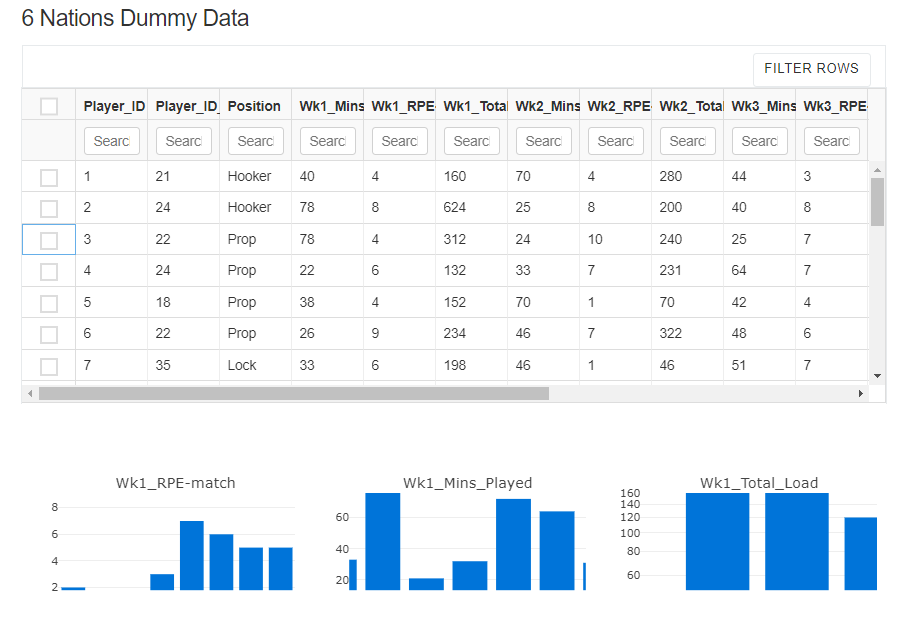 6 Nations Dummy Data
FILTER ROWS
Player_ID Player_ID_ Position Wk1_Mins Wk1_RPE Wk1_Total Wk2_Mins Wk2_RPE Wk2_Total Wk3_Mins Wk3_RPE
Search Search Search Search Search Search Search Search Search Search Search
1 21 Hooker 40 4 160 70 4 280 44 3
2 24 Hooker 78 8 624 25 8 200 40 8
3 22 Prop 78 4 312 24 10 240 25 7
4 24 Prop 22 6 132 33 7 231 64 7
5 18 Prop 38 4 152 70 1 70 42 4
6 22 Prop 26 9 234 46 7 322 48 6
7 35 Lock 33 6 198 46 1 46 51 7
Wk1_RPE-match
8
6
4
2
Wk1_Mins_Played
60
40
20
Wk1_Total_Load
160
140
120
100
80
60